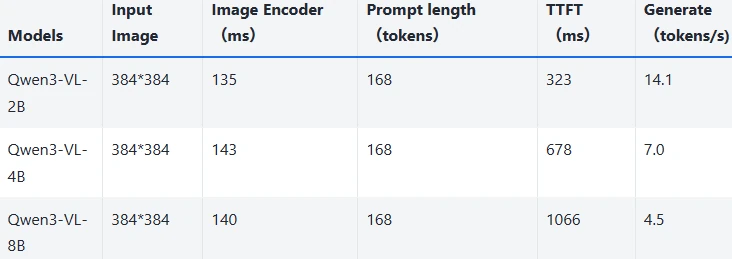 Models Input Image Image Encoder (ms) Prompt length (tokens) TTFT (ms) Generate (tokens/s)
Qwen3-VL-2B 384*384 135 168 323 14.1
Qwen3-VL-4B 384*384 143 168 678 7.0
Qwen3-VL-8B 384*384 140 168 1066 4.5